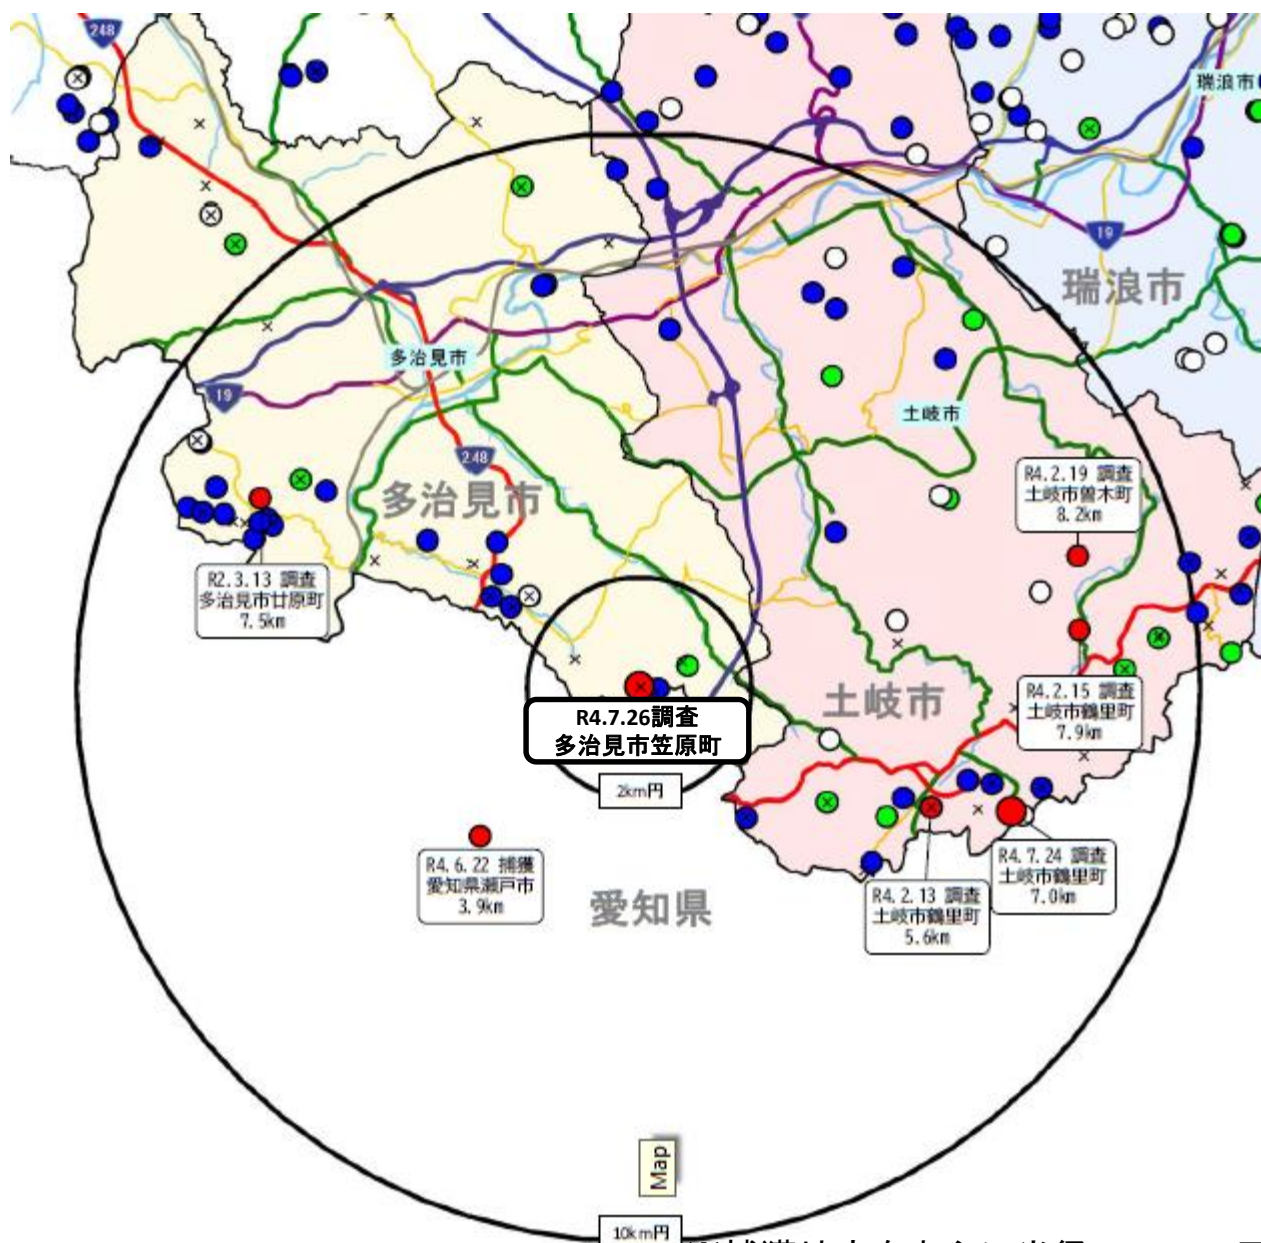 248
瑞浪市
19
瑞浪市
多治見市
19
土岐市
248
多治見市
R4.2.19 調査
土岐市曽木町
8.2km
R2.3.13 調査
多治見市廿原町
7.5km
R4.2.15 調査
土岐市鶴里町
7.9km
土岐市
R4.7.26調査
多治見市笠原町
2km円
R4.6.22 捕獲
愛知県瀬戸市
3.9km
愛知県
R4.7.24 調査
土岐市鶴里町
7.0km
R4.2.13 調査
土岐市鶴里町
5.6km
Map
10km円